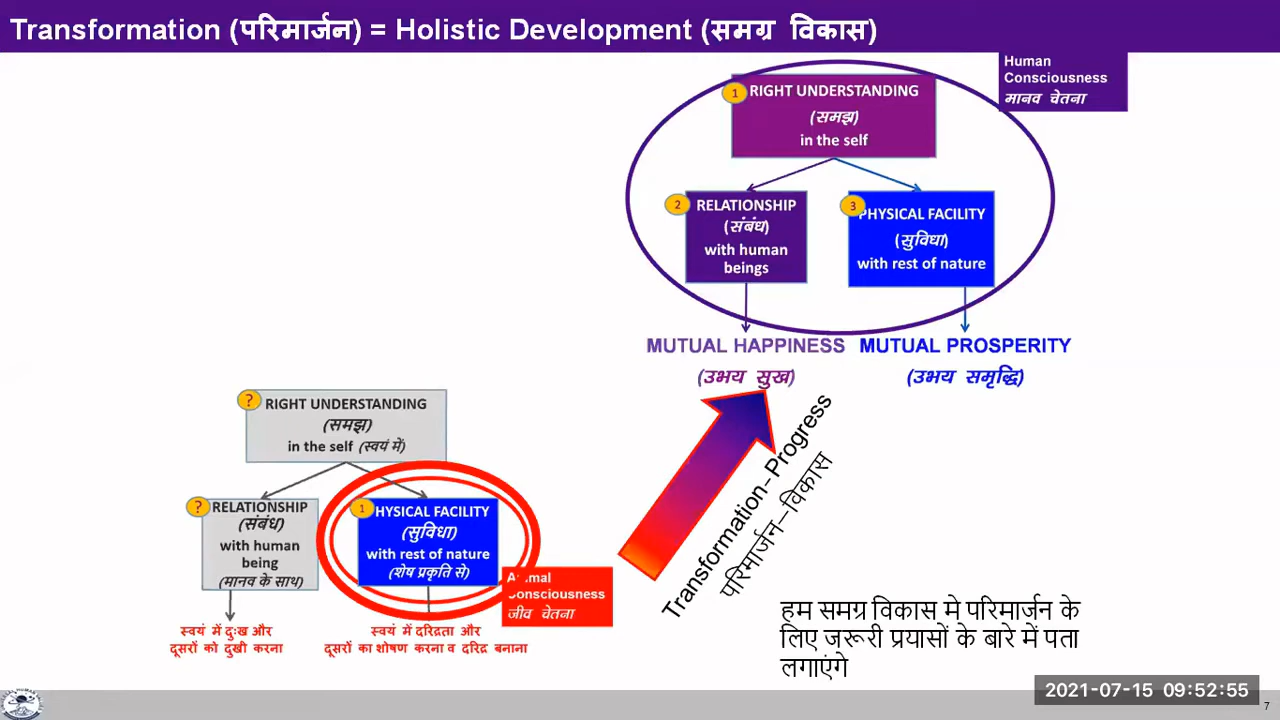 Transformation (परिमार्जन) = Holistic Development (समग्र विकास)
Human
Consciousness
मानव चेतना
1
RIGHT UNDERSTANDING
(समझ)
in the self
2
RELATIONSHIP
(संबंध)
with human
beings
3
PHYSICAL FACILITY
(सुविधा)
with rest of nature
MUTUAL HAPPINESS
(उभय सुख)
MUTUAL PROSPERITY
(उभय समृद्धि)
?
RIGHT UNDERSTANDING
(समझ)
in the self (स्वयं में)
?
RELATIONSHIP
(संबंध)
with human
being
(मानव के साथ)
1
HYSICAL FACILITY
(सुविधा)
with rest of nature
(शेष प्रकृति से)
Animal
Consciousness
जीव चेतना
स्वयं में दुःख और
दूसरों को दुखी करना
स्वयं में दरिद्रता और
दूसरों का शोषण करना व दरिद्र बनाना
Transformation– Progress
परिमार्जन–विकास
हम समग्र विकास मे परिमार्जन के
लिए जरूरी प्रयासों के बारे में पता
लगाएंगे
2021-07-15 09:52:55
7